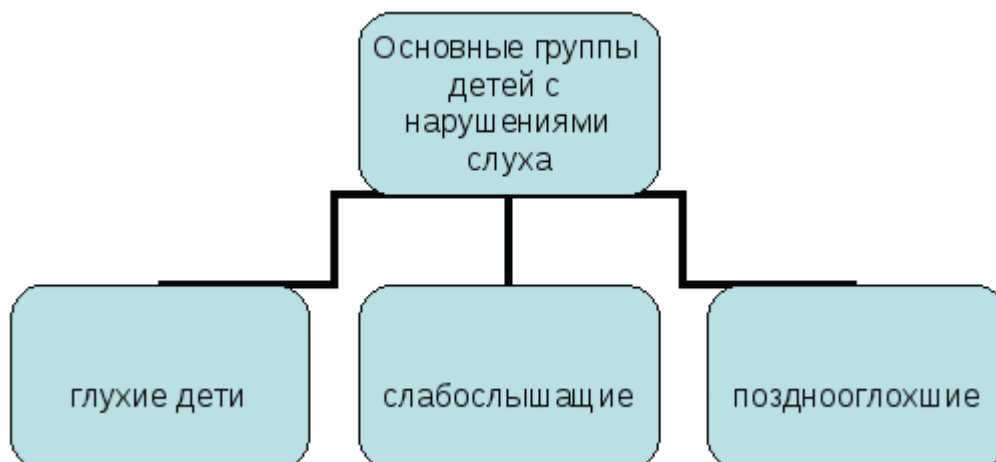 Основные группы
детей с
нарушениями
слуха
глухие дети
слабослышащие
позднооглохшие